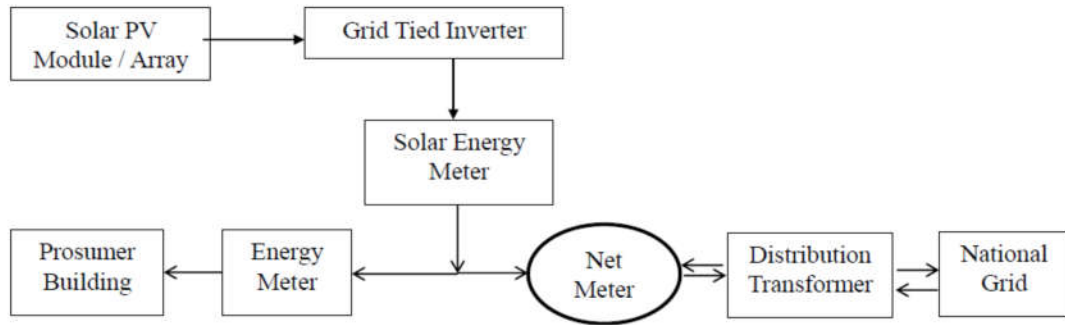 Solar PV
Module / Array
Grid Tied Inverter
Solar Energy
Meter
Prosumer
Building
Energy
Meter
Net
Meter
Distribution
Transformer
National
Grid